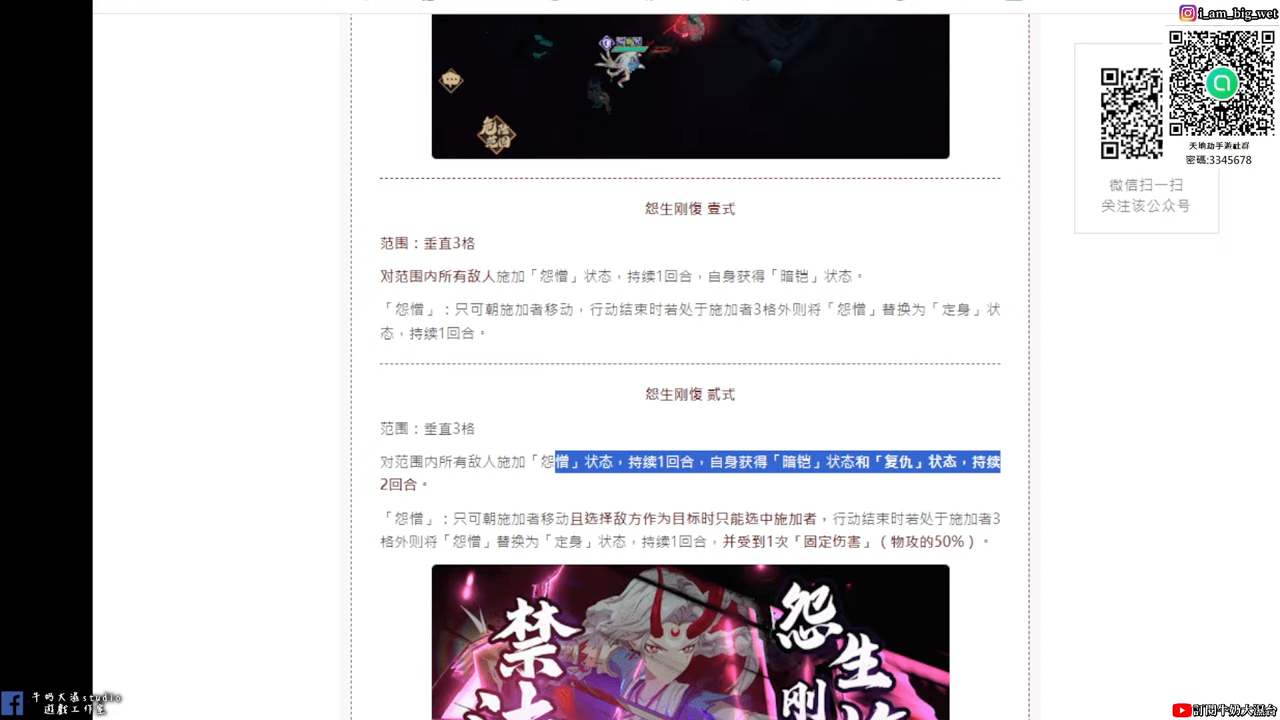 i_am_big_wet
天地劫手游社群
密碼:3345678
微信扫一扫
关注该公众号
怨生刚愎 壹式
范围：垂直3格
对范围内所有敌人施加「怨憎」状态，持续1回合，自身获得「暗铠」状态。
「怨憎」：只可朝施加者移动，行动结束时若处于施加者3格外则将「怨憎」替换为「定身」状
态，持续1回合。
怨生刚愎 贰式
范围：垂直3格
对范围内所有敌人施加「怨憎」状态，持续1回合，自身获得「暗铠」状态和「复仇」状态，持续
2回合。
「怨憎」：只可朝施加者移动且选择敌方作为目标时只能选中施加者，行动结束时若处于施加者3
格外则将「怨憎」替换为「定身」状态，持续1回合，并受到1次「固定伤害」（物攻的50%）。
禁
怨生刚
牛奶大濕studio
遊戲工作室
訂閱牛奶大濕台